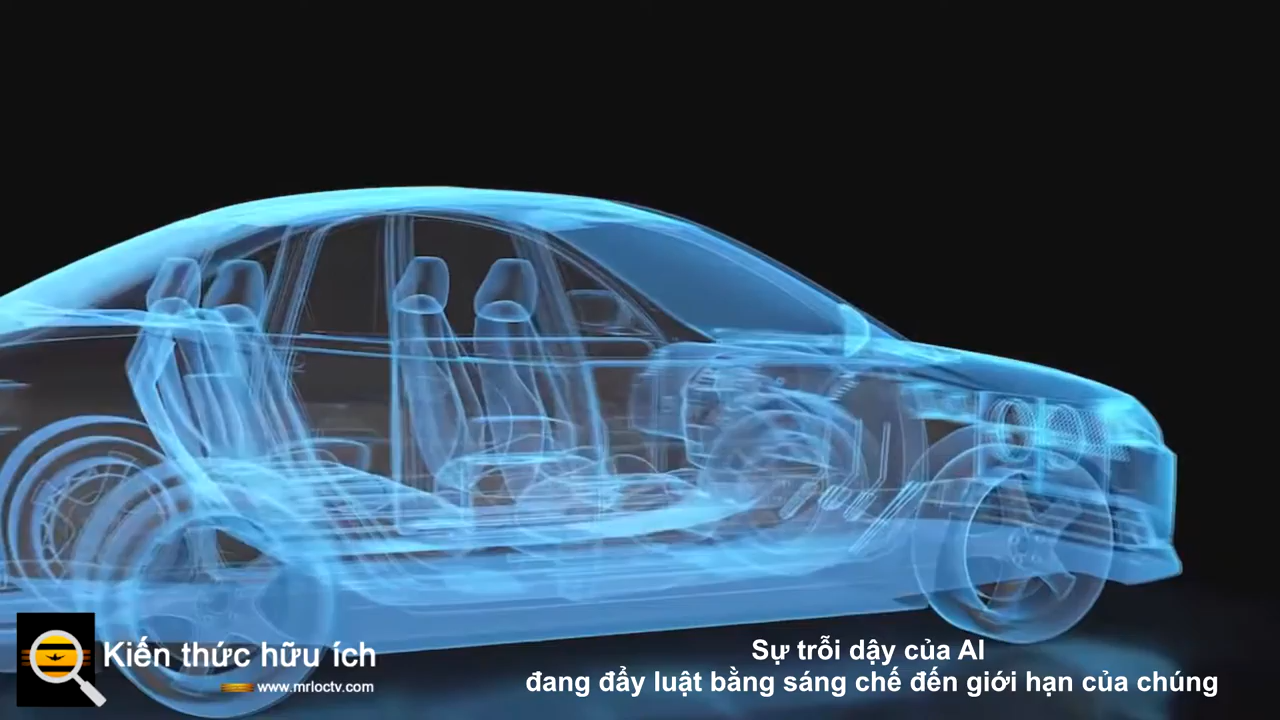 Kiến thức hữu ích
www.mrloctv.com
Sự trỗi dậy của AI
đang đẩy luật bằng sáng chế đến giới hạn của chúng